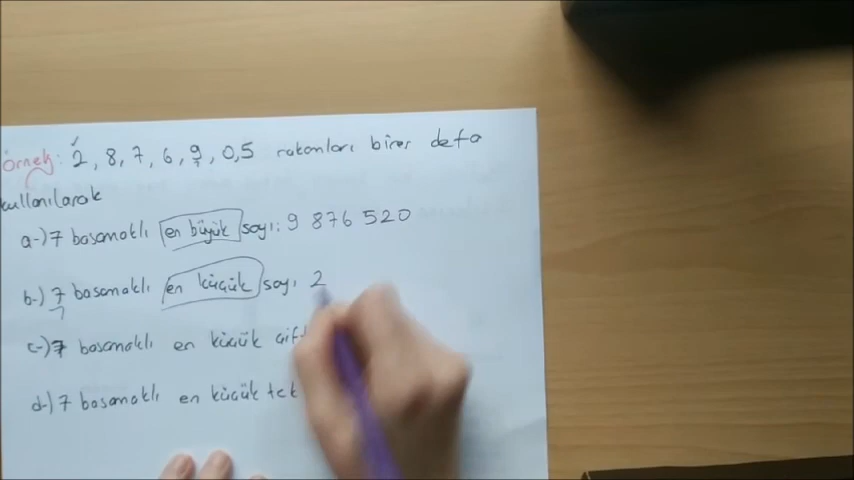 Örnek: 2, 8, 7, 6, 9, 0, 5 rakamları birer defa
kullanılarak
a-) 7 basamaklı en büyük sayı: 9 876 520
b-) 7 basamaklı en küçük sayı 2
c-) 7 basamaklı en küçük çift
d-) 7 basamaklı en küçük tek